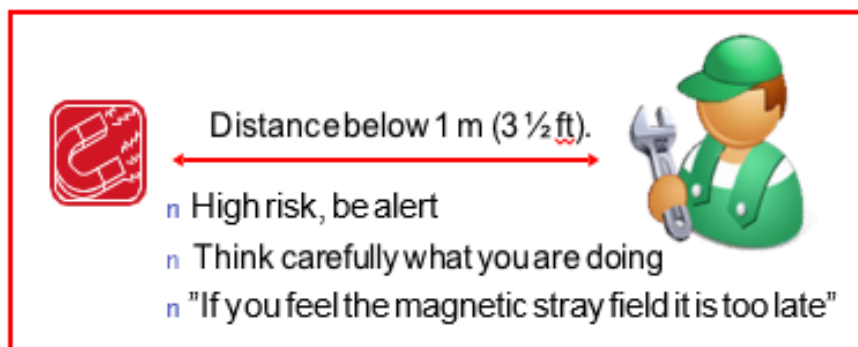 Distance below 1 m (3 ½ ft).
n High risk, be alert
n Think carefully what you are doing
n ”If you feel the magnetic stray field it is too late”